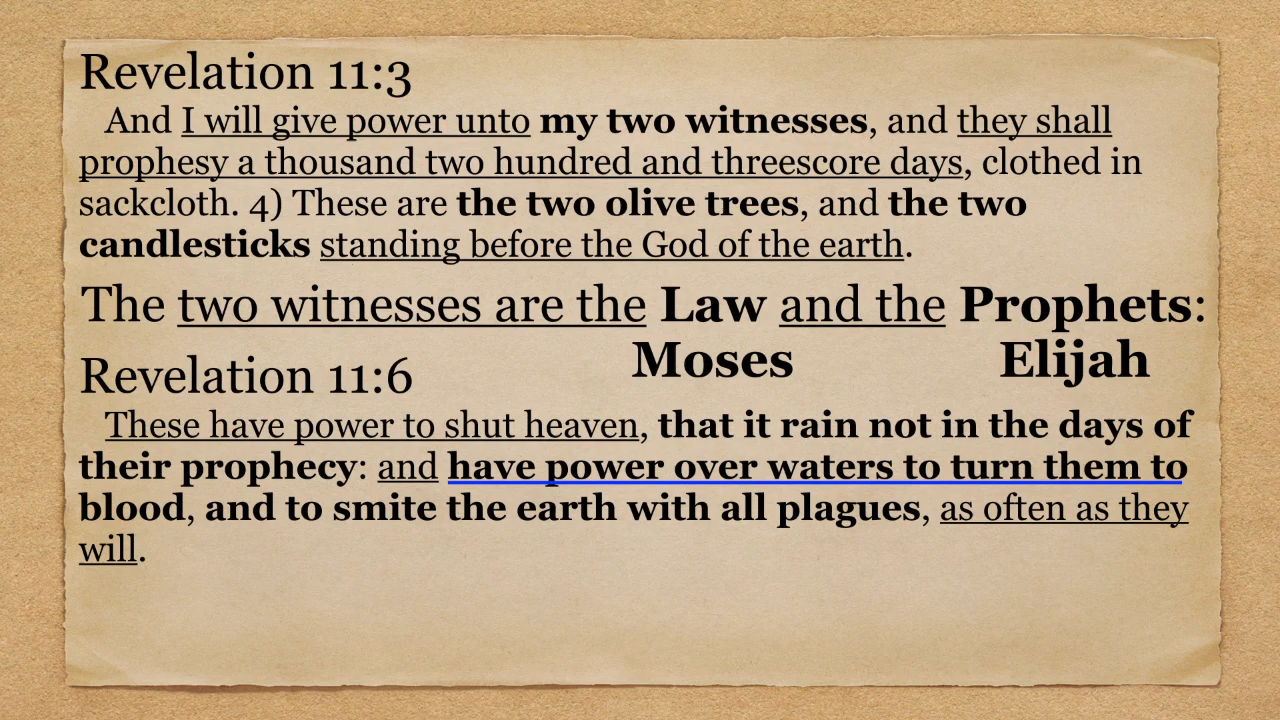 Revelation 11:3
And I will give power unto my two witnesses, and they shall
prophesy a thousand two hundred and threescore days, clothed in
sackcloth. 4) These are the two olive trees, and the two
candlesticks standing before the God of the earth.
The two witnesses are the Law and the Prophets:
Moses Elijah
Revelation 11:6
These have power to shut heaven, that it rain not in the days of
their prophecy: and have power over waters to turn them to
blood, and to smite the earth with all plagues, as often as they
will.